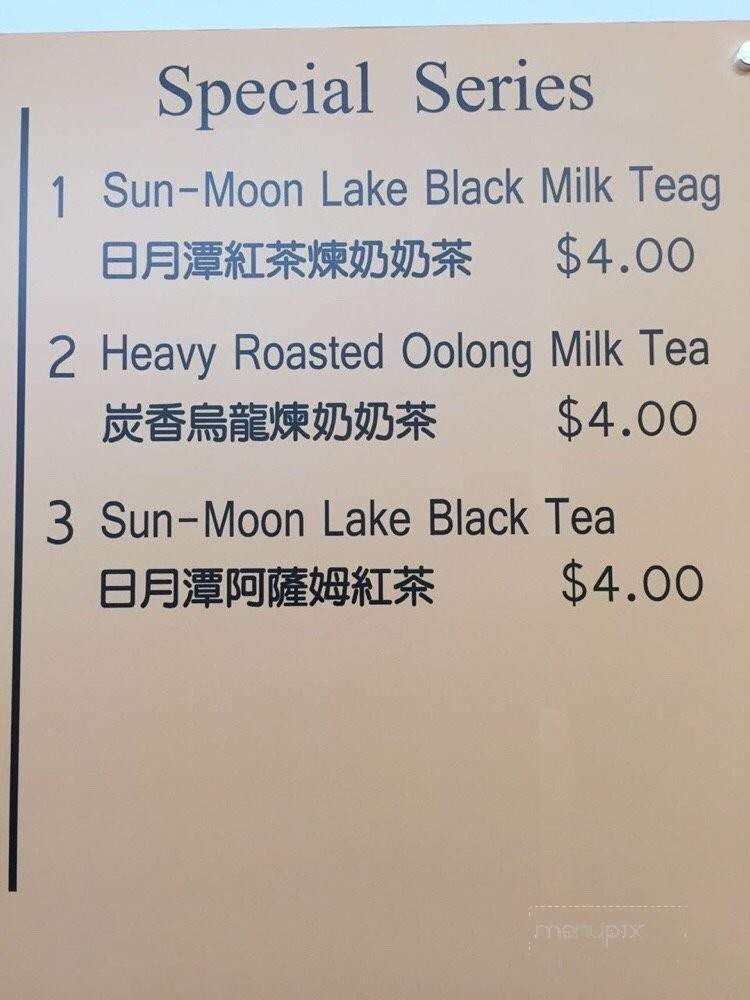 Special Series
1 Sun-Moon Lake Black Milk Teag
日月潭紅茶煉奶奶茶 $4.00
2 Heavy Roasted Oolong Milk Tea
炭香烏龍煉奶奶茶 $4.00
3 Sun-Moon Lake Black Tea
日月潭阿薩姆紅茶 $4.00
menupix